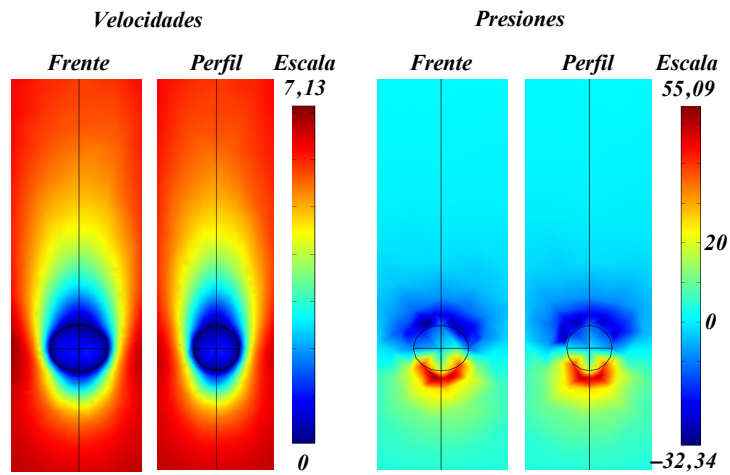 Velocidades
Presiones
Frente
Perfil
Escala
7,13
0
Frente
Perfil
Escala
55,09
20
0
−32,34